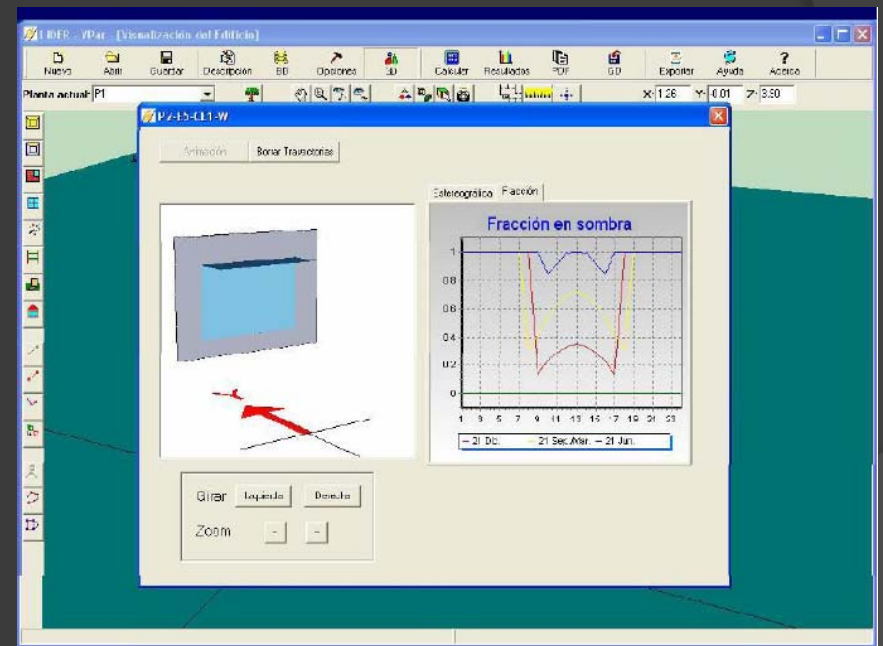 LIDER - VPar - [Visualización del Edificio]
Nuevo Abrir Guardar Descripción BD Opciones 3D Calcular Resultados PDF Exportar Ayuda Acerca
Planta actual: P1 X: 1.26 Y: -0.01 Z: 3.90
Animación Borrar Trayectorias
Estereográfica Fracción
Fracción en sombra
1
0.8
0.6
0.4
0.2
0
1 3 5 7 9 11 13 15 17 19 21 23
21 Dic. 21 Sep./Mar. 21 Jun.
Girar Izquierda Derecha
Zoom - -